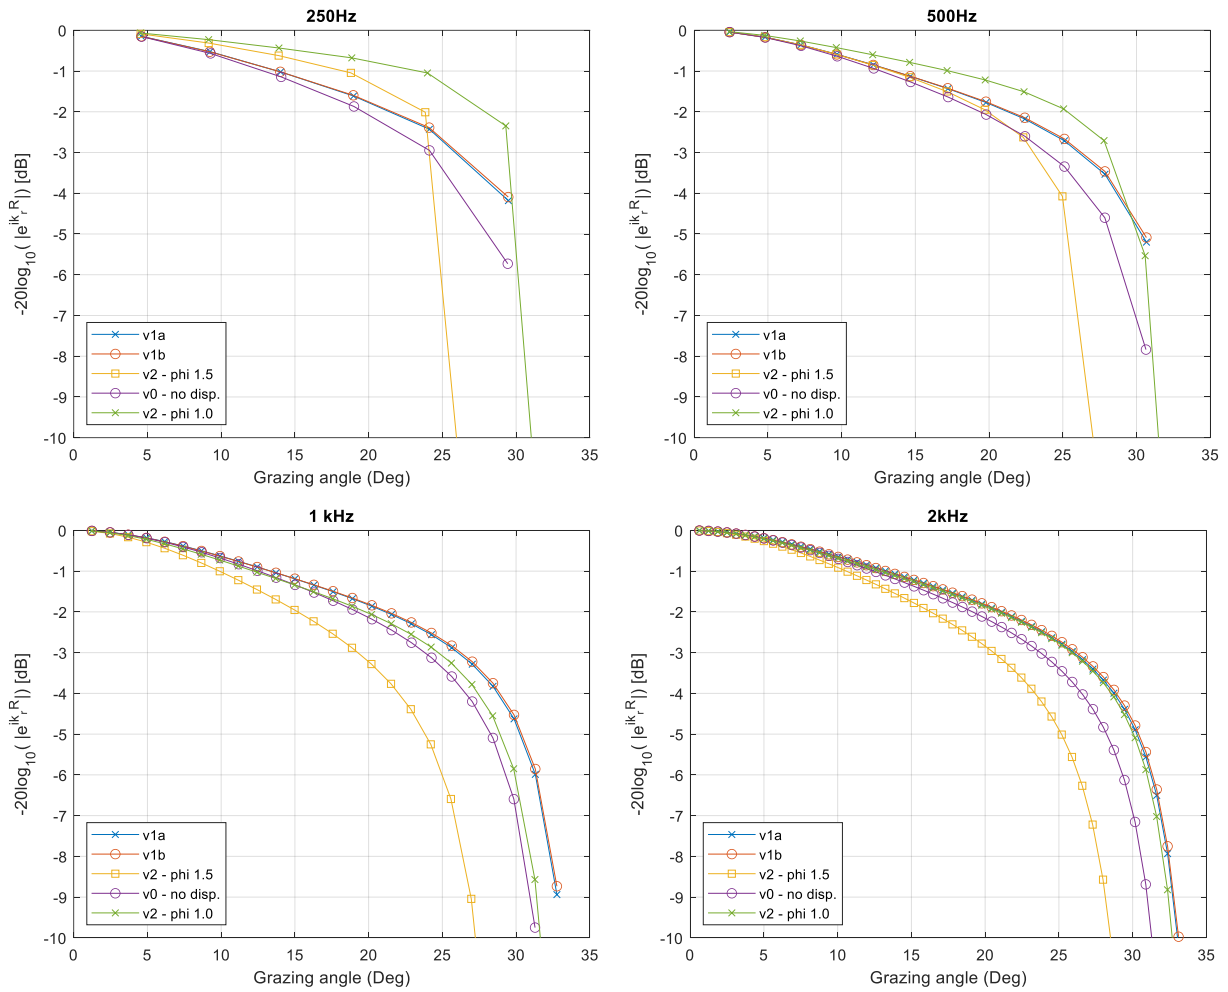 250Hz
0
-1
-2
-3
-4
-5
-6
-7
-8
-9
-10
-20log10( |e^ik_r R|) [dB]
v1a
v1b
v2 - phi 1.5
v0 - no disp.
v2 - phi 1.0
0 5 10 15 20 25 30 35
Grazing angle (Deg)
500Hz
0
-1
-2
-3
-4
-5
-6
-7
-8
-9
-10
-20log10( |e^ik_r R|) [dB]
v1a
v1b
v2 - phi 1.5
v0 - no disp.
v2 - phi 1.0
0 5 10 15 20 25 30 35
Grazing angle (Deg)
1 kHz
0
-1
-2
-3
-4
-5
-6
-7
-8
-9
-10
-20log10( |e^ik_r R|) [dB]
v1a
v1b
v2 - phi 1.5
v0 - no disp.
v2 - phi 1.0
0 5 10 15 20 25 30 35
Grazing angle (Deg)
2kHz
0
-1
-2
-3
-4
-5
-6
-7
-8
-9
-10
-20log10( |e^ik_r R|) [dB]
v1a
v1b
v2 - phi 1.5
v0 - no disp.
v2 - phi 1.0
0 5 10 15 20 25 30 35
Grazing angle (Deg)